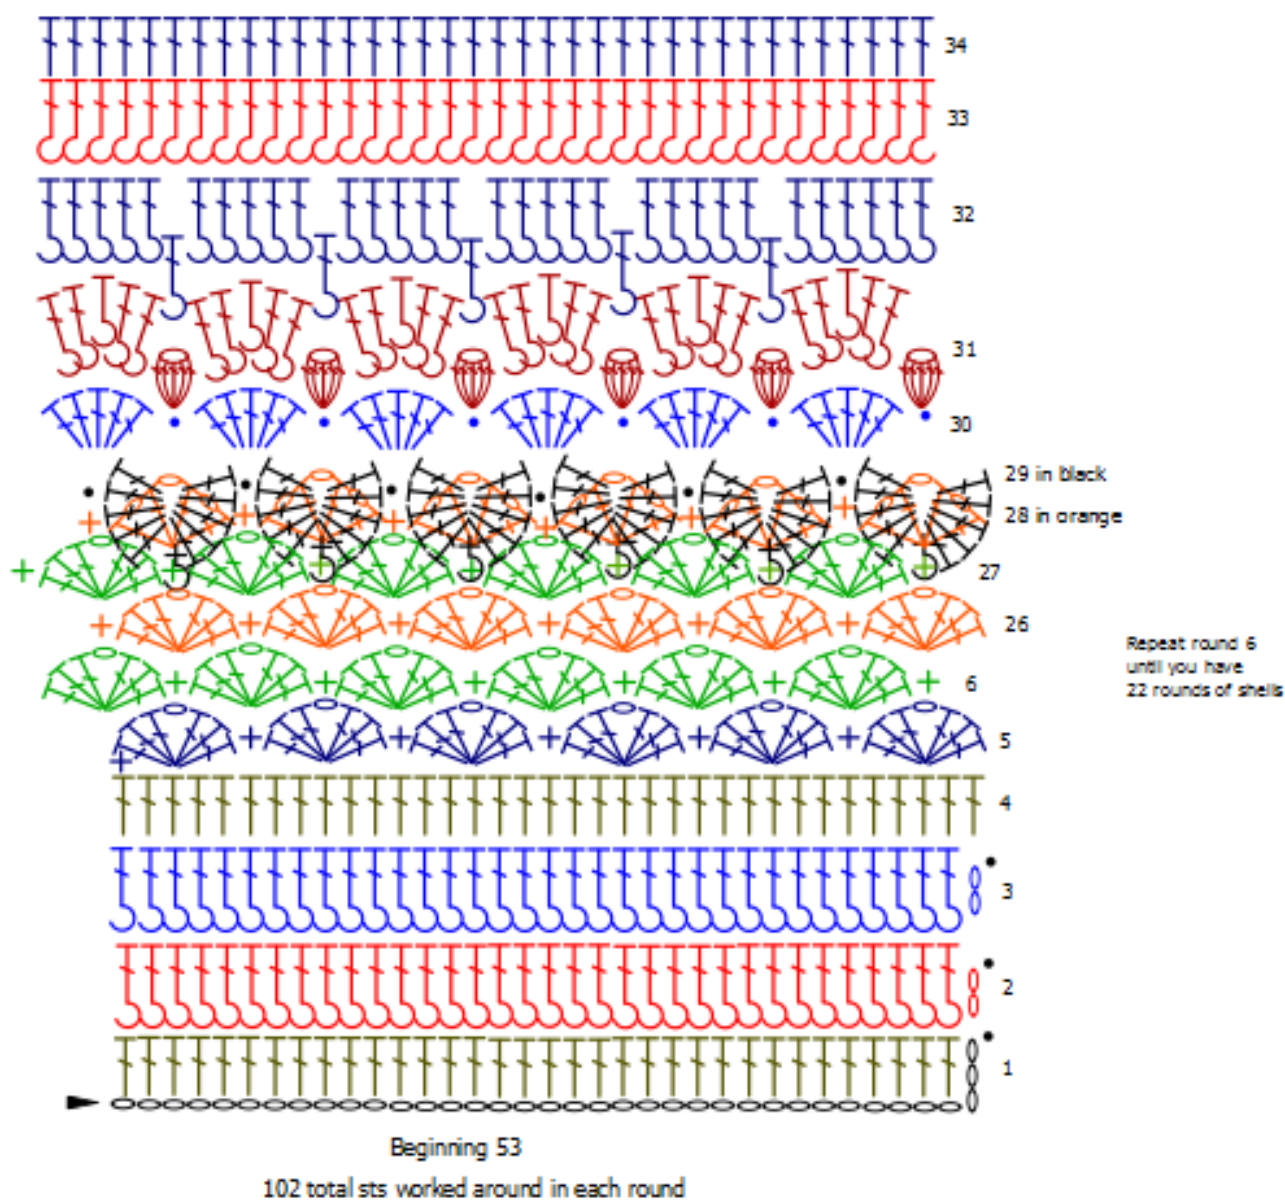 34
33
32
31
30
29 in black
28 in orange
27
26
Repeat round 6
until you have
22 rounds of shells
6
5
4
3
2
1
Beginning 53
102 total sts worked around in each round